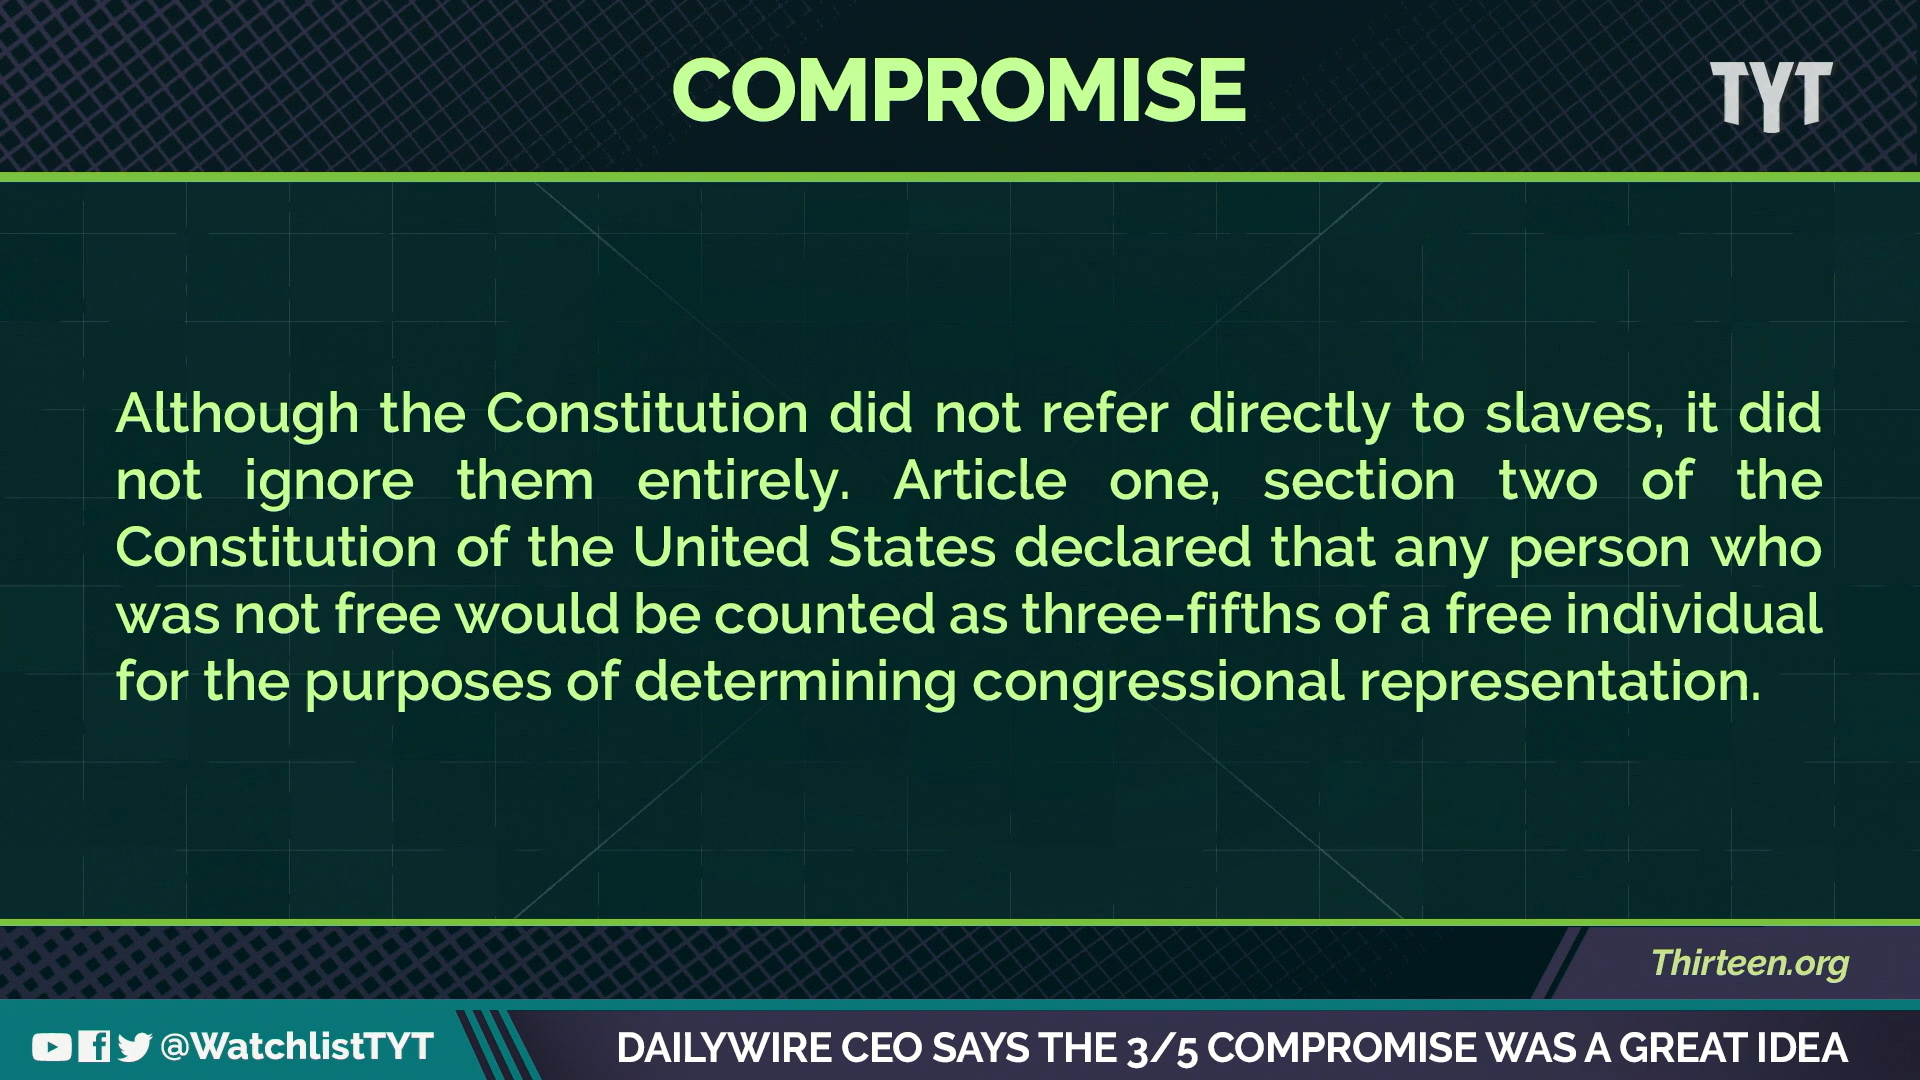 COMPROMISE
TYT
Although the Constitution did not refer directly to slaves, it did
not ignore them entirely. Article one, section two of the
Constitution of the United States declared that any person who
was not free would be counted as three-fifths of a free individual
for the purposes of determining congressional representation.
Thirteen.org
@WatchlistTYT
DAILYWIRE CEO SAYS THE 3/5 COMPROMISE WAS A GREAT IDEA